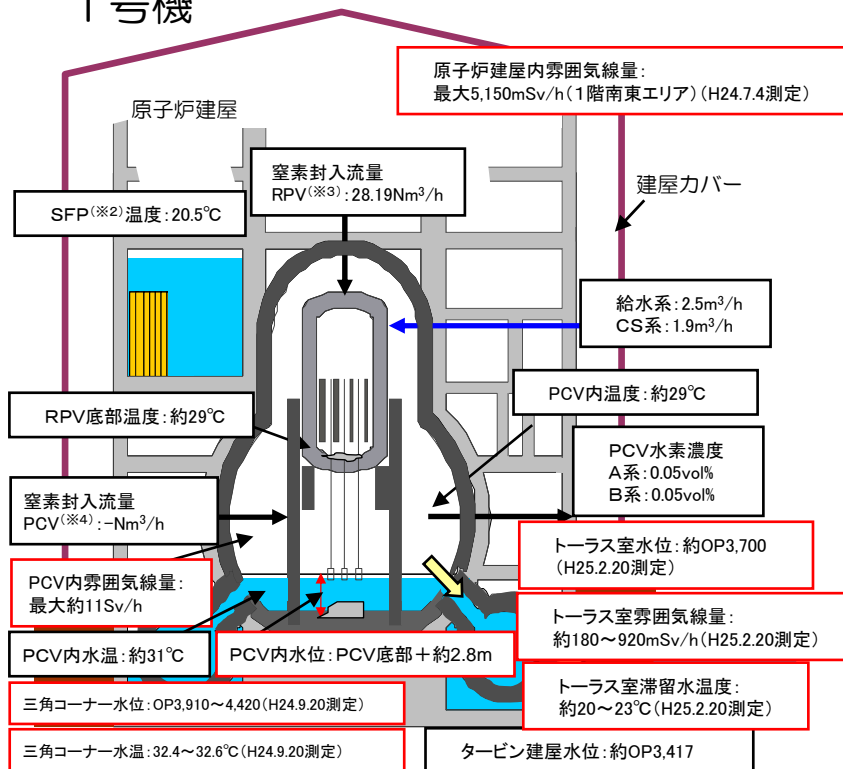 1号機
原子炉建屋内雰囲気線量:
最大5,150mSv/h(1階南東エリア)(H24.7.4測定)
原子炉建屋
窒素封入流量
RPV(※3):28.19Nm³/h
建屋カバー
SFP(※2)温度:20.5℃
給水系:2.5m³/h
CS系:1.9m³/h
PCV内温度:約29℃
RPV底部温度:約29℃
PCV水素濃度
A系:0.05vol%
B系:0.05vol%
窒素封入流量
PCV(※4):-Nm³/h
トーラス室水位:約OP3,700
(H25.2.20測定)
PCV内雰囲気線量:
最大約11Sv/h
トーラス室雰囲気線量:
約180~920mSv/h(H25.2.20測定)
PCV内水温:約31℃
PCV内水位:PCV底部+約2.8m
トーラス室滞留水温度:
約20~23℃(H25.2.20測定)
三角コーナー水位:OP3,910~4,420(H24.9.20測定)
三角コーナー水温:32.4~32.6℃(H24.9.20測定)
タービン建屋水位:約OP3,417